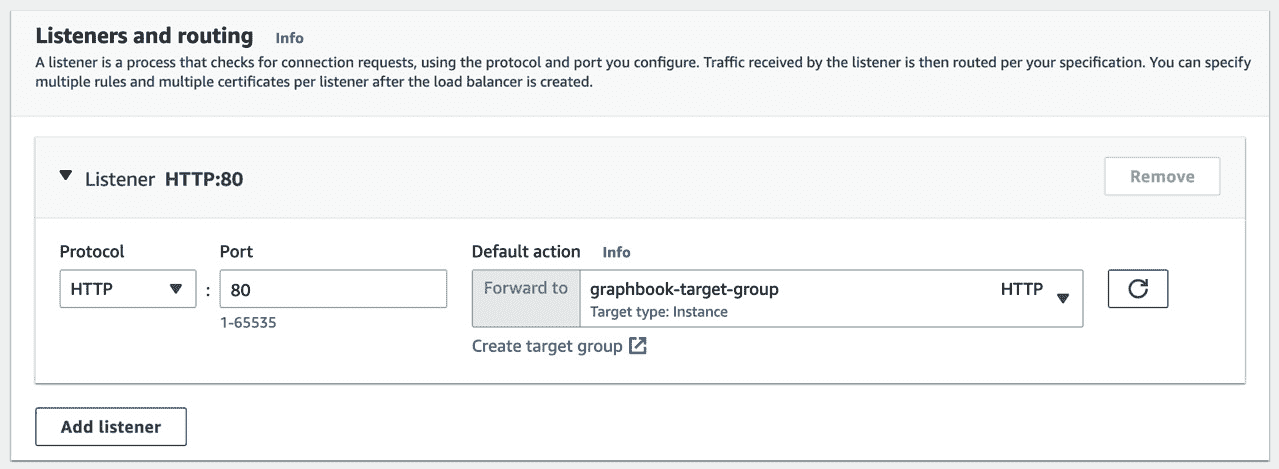 Listeners and routing Info
A listener is a process that checks for connection requests, using the protocol and port you configure. Traffic received by the listener is then routed per your specification. You can specify
multiple rules and multiple certificates per listener after the load balancer is created.
Listener HTTP:80
Remove
Protocol
Port
Default action Info
HTTP
:
80
Forward to
graphbook-target-group
HTTP
Target type: Instance
1-65535
Create target group
Add listener